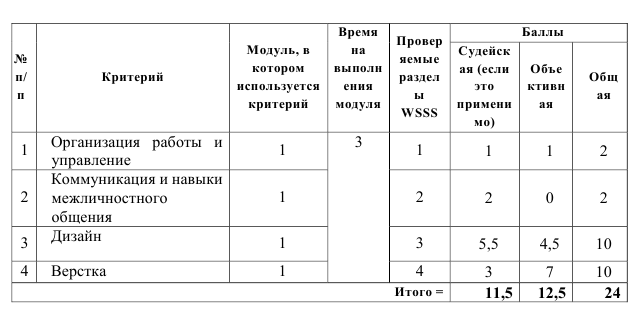 № п/п Критерий Модуль, в котором используется критерий Время на выполнения модуля Проверяемые разделы WSSS Баллы
Судейская (если это применимо) Объективная Общая
1 Организация работы и управление 1 3 1 1 1 2
2 Коммуникация и навыки межличностного общения 1 2 2 0 2
3 Дизайн 1 3 5,5 4,5 10
4 Верстка 1 4 3 7 10
Итого = 11,5 12,5 24